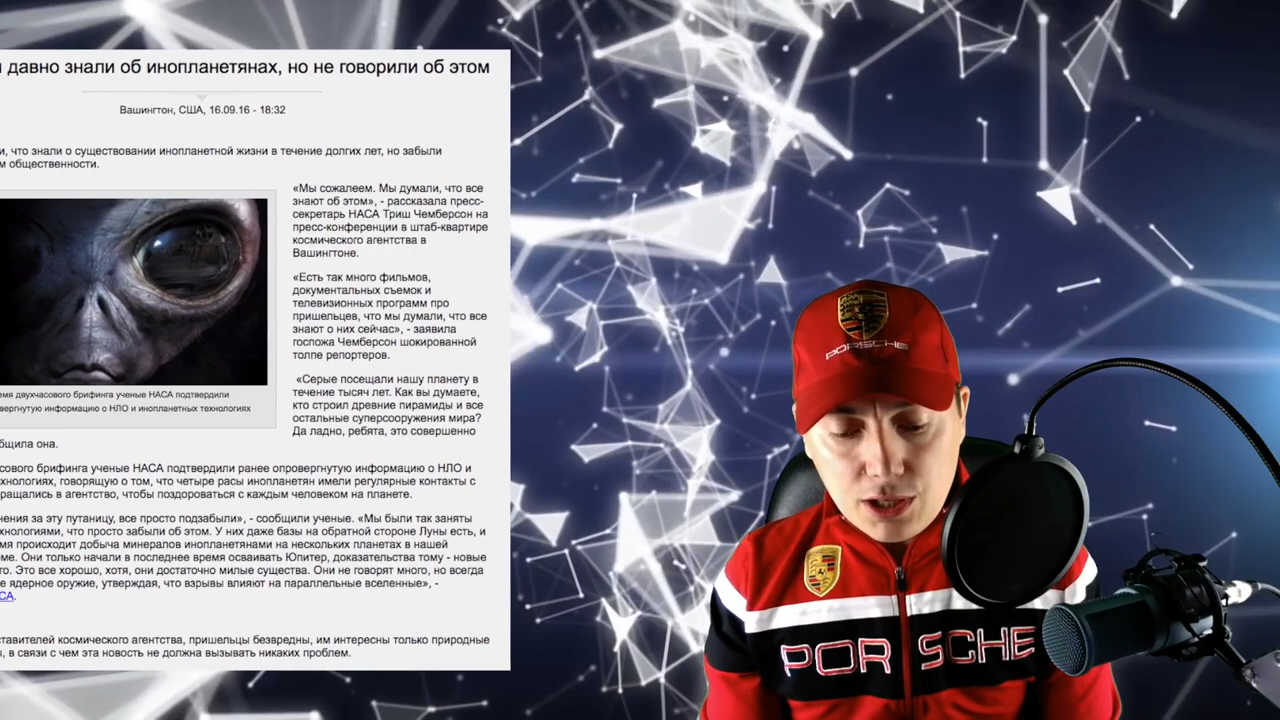 давно знали об инопланетянах, но не говорили об этом
Вашингтон, США, 16.09.16 - 18:32
что знали о существовании инопланетной жизни в течение долгих лет, но забыли
общественности.
«Мы сожалеем. Мы думали, что все
знают об этом», - рассказала пресс-
секретарь НАСА Триш Чемберсон на
пресс-конференции в штаб-квартире
космического агентства в
Вашингтоне.
«Есть так много фильмов,
документальных съемок и
телевизионных программ про
пришельцев, что мы думали, что все
знают о них сейчас», - заявила
госпожа Чемберсон шокированной
толпе репортеров.
«Серые посещали нашу планету в
течение тысяч лет. Как вы думаете,
кто строил древние пирамиды и все
остальные суперсооружения мира?
Да ладно, ребята, это совершенно
емя двухчасового брифинга ученые НАСА подтвердили
вергнутую информацию о НЛО и инопланетных технологиях
бщила она.
сового брифинга ученые НАСА подтвердили ранее опровергнутую информацию о НЛО и
хнологиях, говорящую о том, что четыре расы инопланетян имели регулярные контакты с
ращались в агентство, чтобы поздороваться с каждым человеком на планете.
нения за эту путаницу, все просто подзабыли», - сообщили ученые. «Мы были так заняты
хнологиями, что просто забыли об этом. У них даже базы на обратной стороне Луны есть, и
мя происходит добыча минералов инопланетянами на нескольких планетах в нашей
еме. Они только начали в последнее время осваивать Юпитер, доказательства тому - новые
го. Это все хорошо, хотя, они достаточно милые существа. Они не говорят много, но всегда
е ядерное оружие, утверждая, что взрывы влияют на параллельные вселенные», -
СА.
ставителей космического агентства, пришельцы безвредны, им интересны только природные
, в связи с чем эта новость не должна вызывать никаких проблем.
PORSCHE
PORSCHE